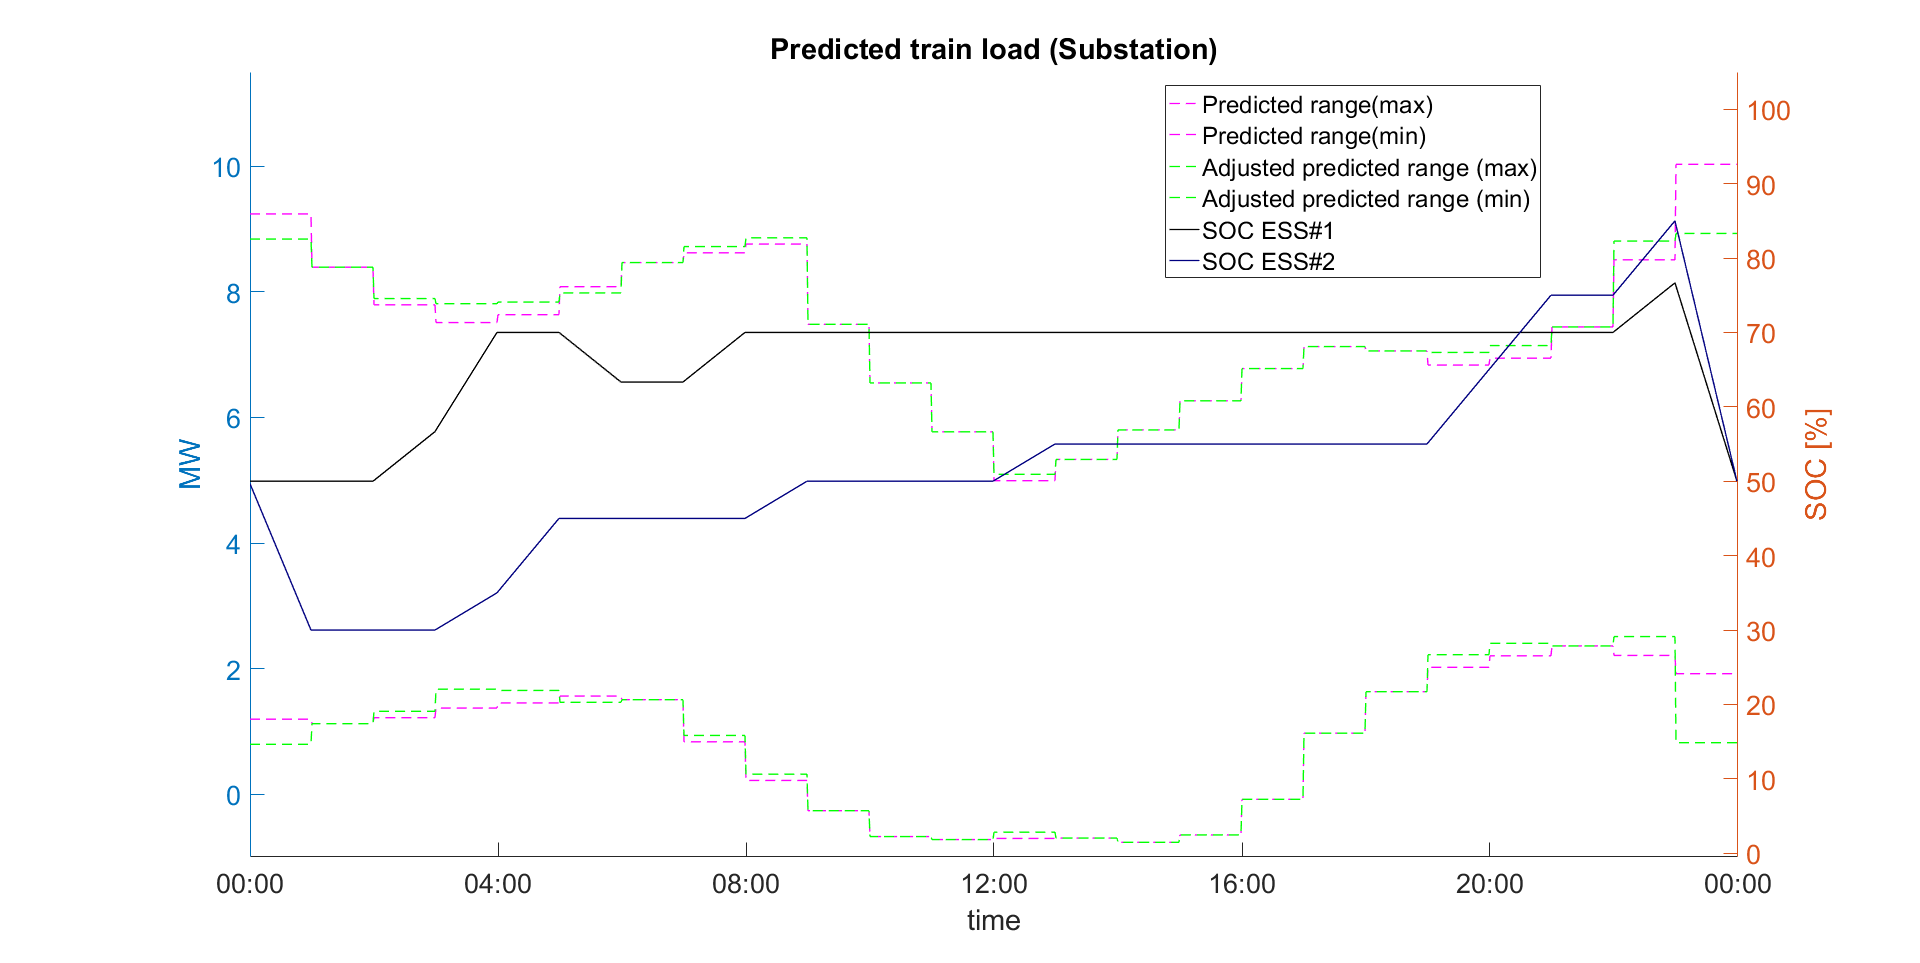 Predicted train load (Substation)
Predicted range(max)
Predicted range(min)
Adjusted predicted range (max)
Adjusted predicted range (min)
SOC ESS#1
SOC ESS#2
MW
10
8
6
4
2
0
100
90
80
70
60
50
40
30
20
10
0
SOC [%]
00:00 04:00 08:00 12:00 16:00 20:00 00:00
time